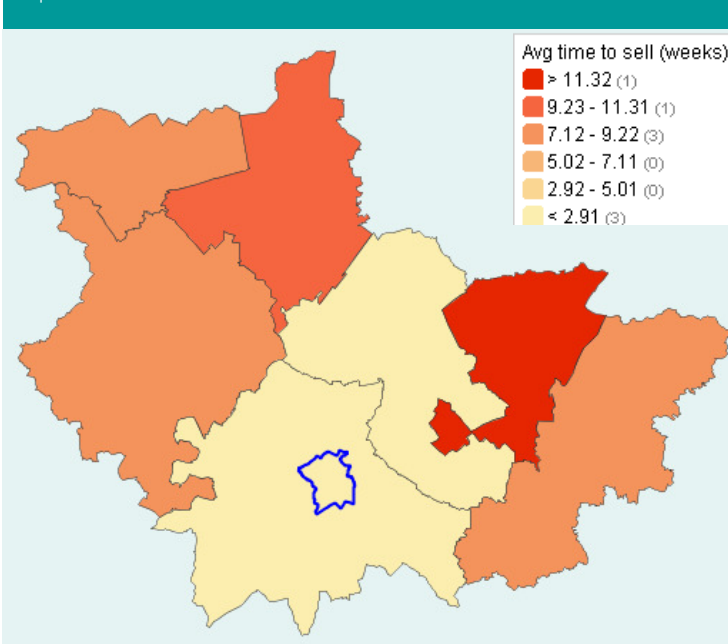 Avg time to sell (weeks)
> 11.32 (1)
9.23 - 11.31 (1)
7.12 - 9.22 (3)
5.02 - 7.11 (0)
2.92 - 5.01 (0)
< 2.91 (3)